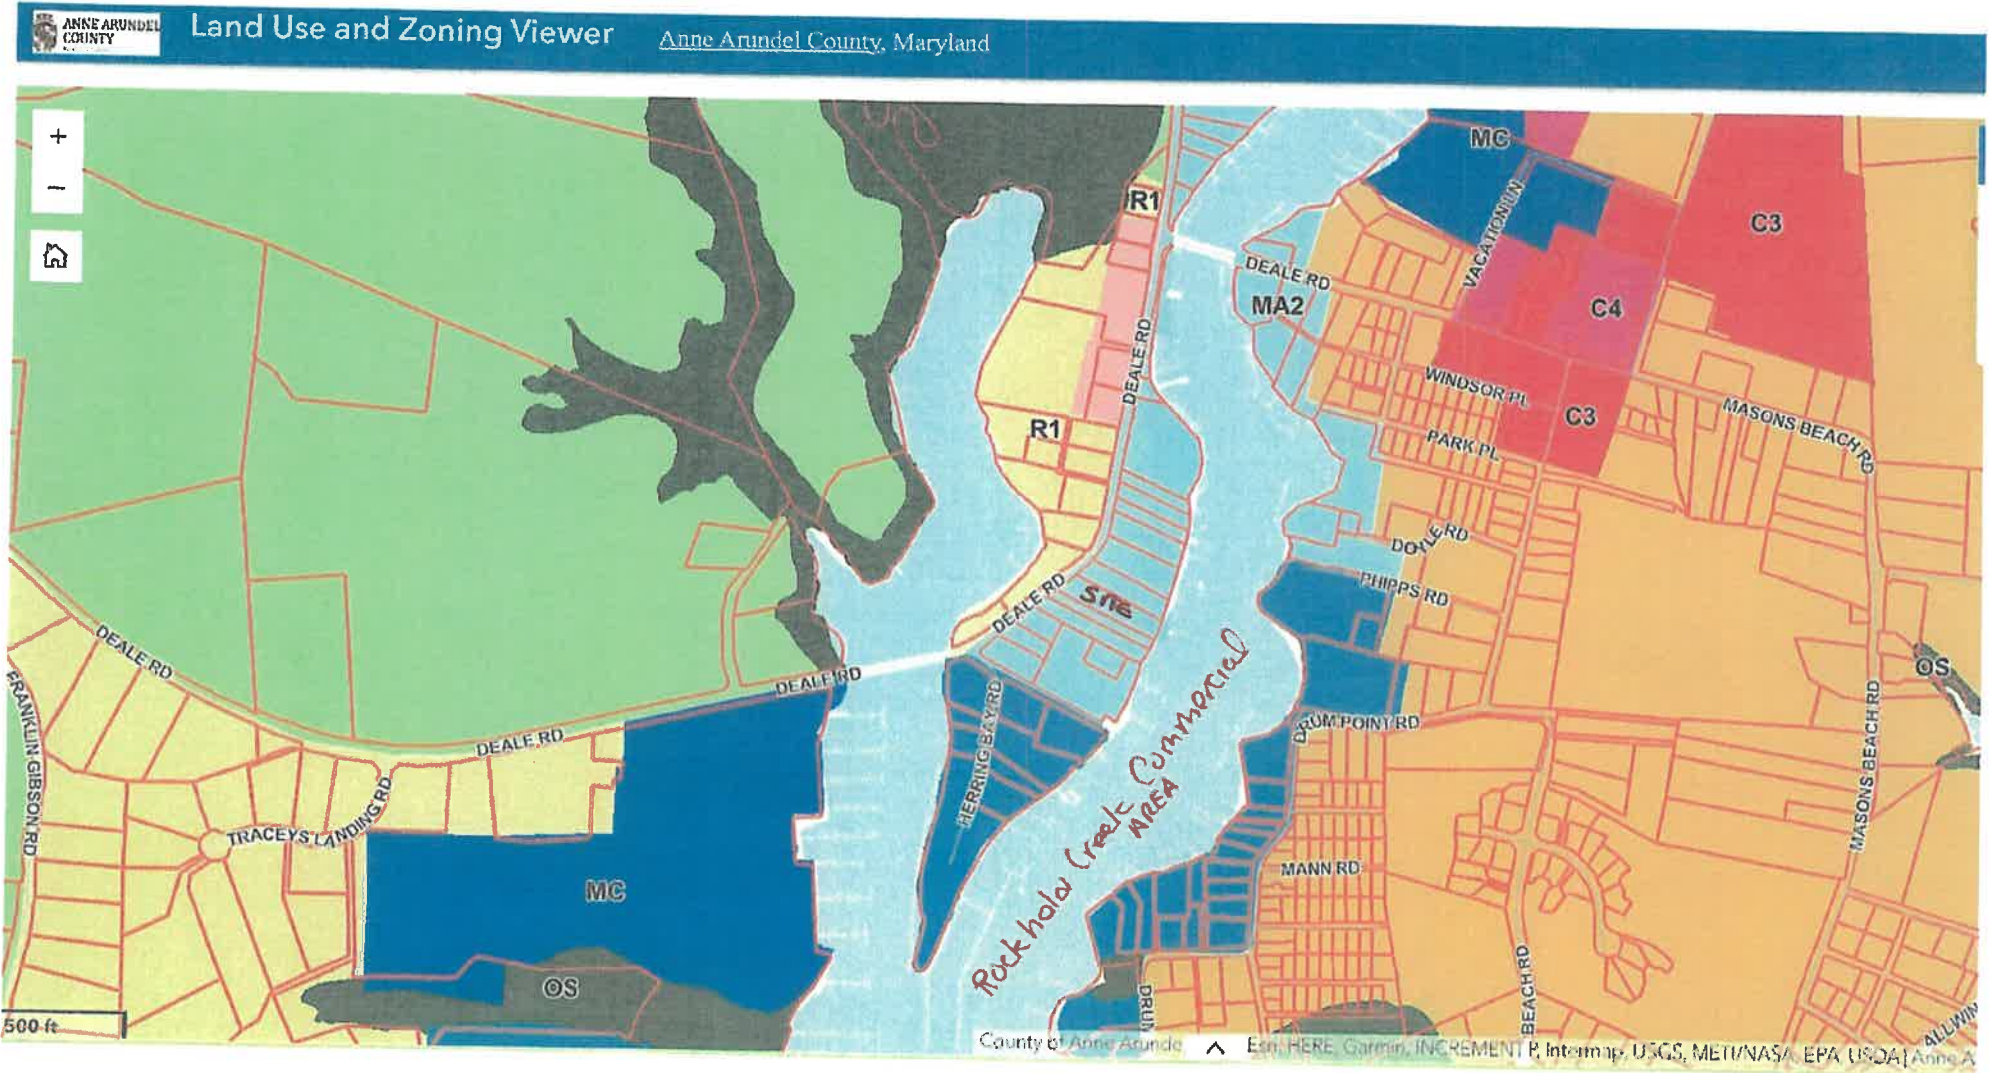 ANNE ARUNDEL
COUNTY
Land Use and Zoning Viewer
Anne Arundel County, Maryland
+
−
MC
R1
C3
VACATION LN
DEALE RD
MA2
C4
DEALE RD
WINDSOR PL
C3
MASONS BEACH RD
R1
PARK PL
DOYLE RD
PHIPPS RD
DEALE RD
SITE
DEALE RD
OS
DEALE RD
FRANKLIN GIBSON RD
HERRING BAY RD
DRUM POINT RD
MASONS BEACH RD
DEALE RD
Rockhold Creek Commercial
AREA
TRACEYS LANDING RD
MANN RD
MC
OS
BEACH RD
DRUM
500 ft
ALLWIN
County of Anne Arunde
Esri, HERE, Garmin, INCREMENT P, Intermap, USGS, METI/NASA, EPA, USDA | Anne A